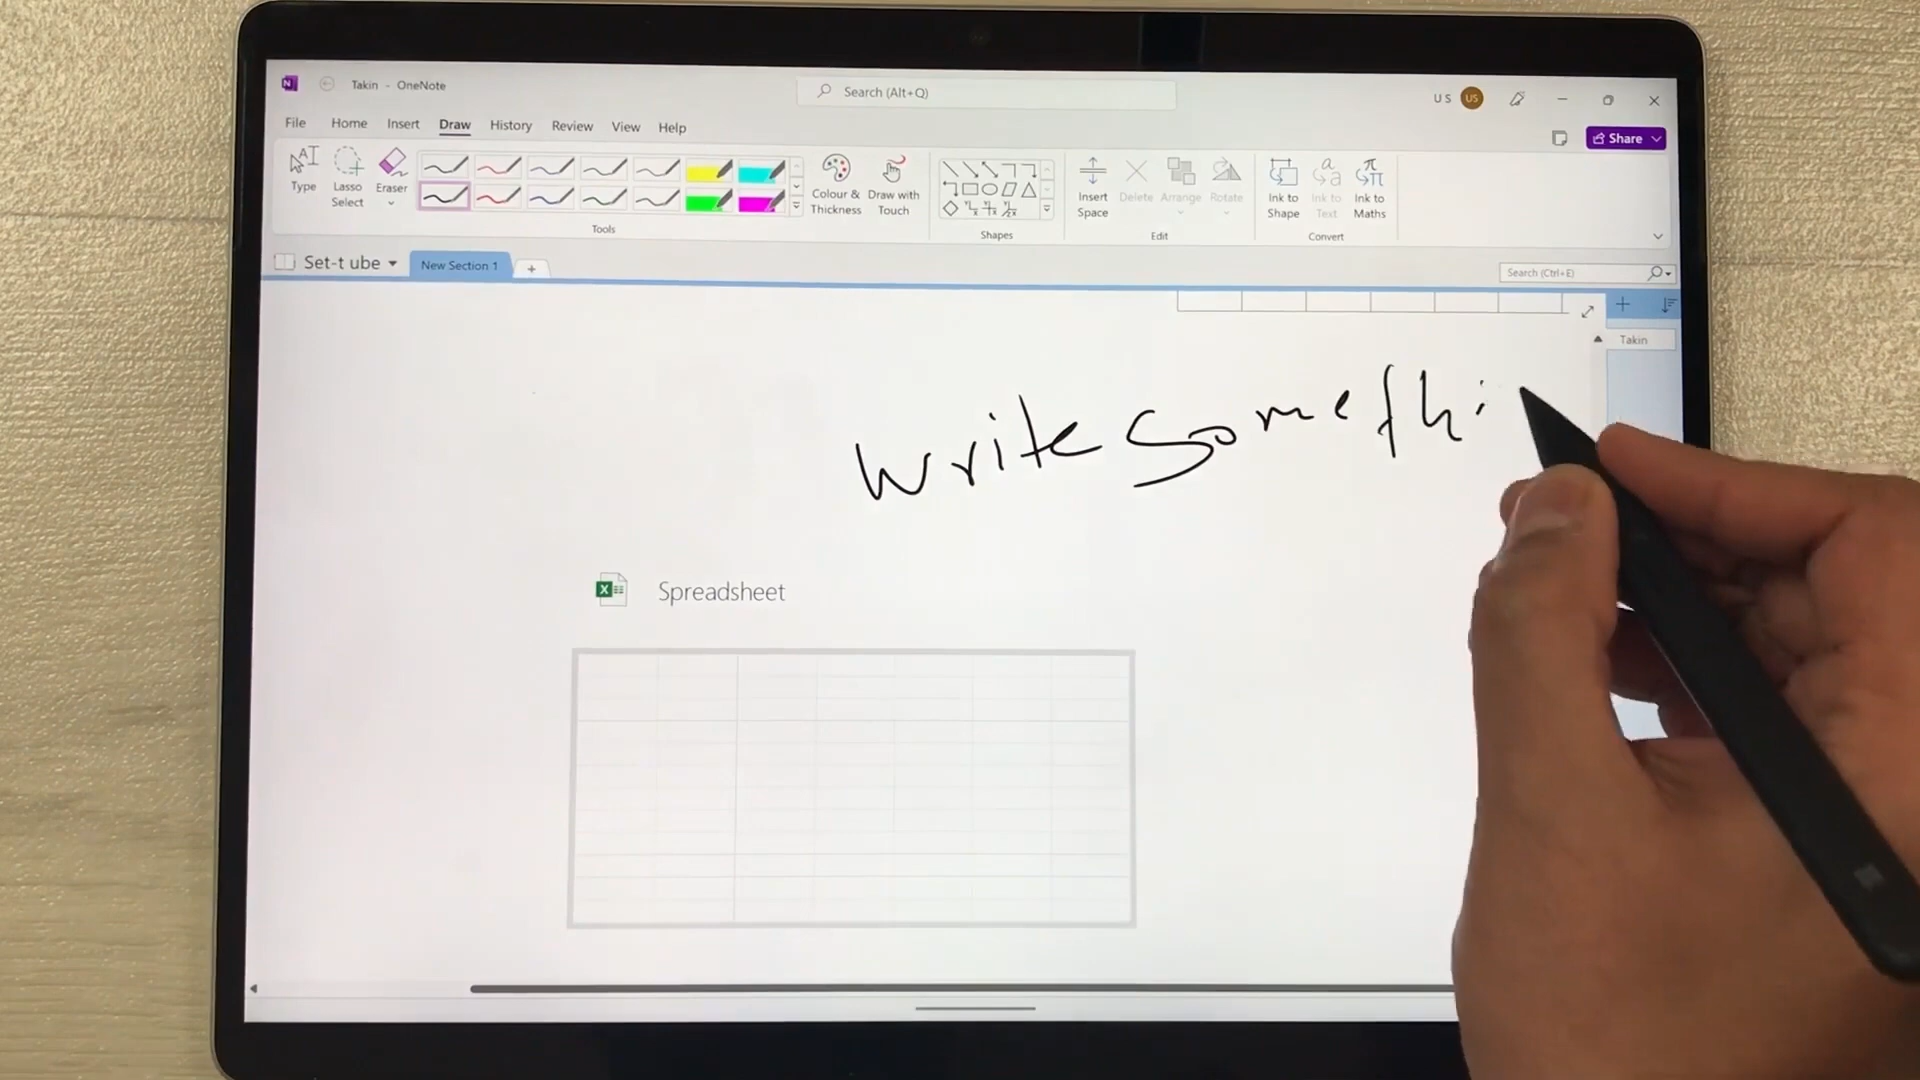 Takin - OneNote
Search (Alt+Q)
U S
US
File Home Insert Draw History Review View Help
Share
Type
Lasso Select
Eraser
Colour & Thickness
Draw with Touch
Insert Space
Delete
Arrange
Rotate
Ink to Shape
Ink to Text
Ink to Maths
Tools
Shapes
Edit
Convert
Set-t ube
New Section 1
Search (Ctrl+E)
Takin
write somethi
Spreadsheet